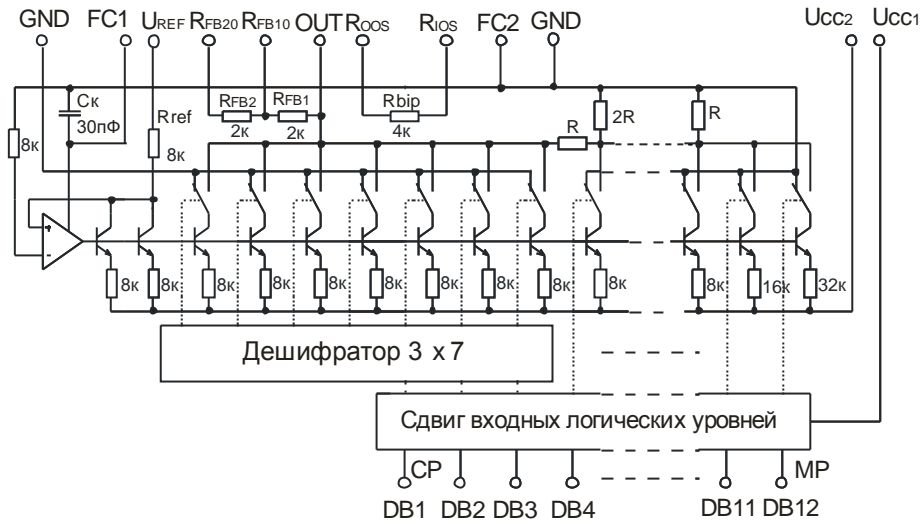 GND FC1 UREF RFB20 RFB10 OUT ROOS RIOS FC2 GND Ucc2 Ucc1
Cк
30пФ
Rref
8к
8к
RFB2
2к
RFB1
2к
Rbip
4к
R
2R
R
+
-
8к 8к 8к 8к 8к 8к 8к 8к 8к 8к 8к 16к 32к
Дешифратор 3 х 7
Сдвиг входных логических уровней
СР МР
DB1 DB2 DB3 DB4 DB11 DB12